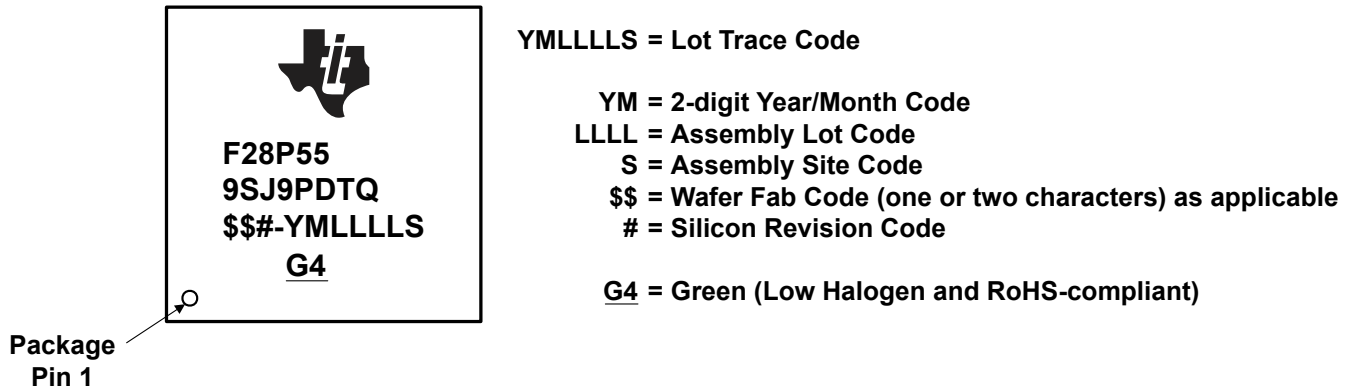 F28P55
9SJ9PDTQ
$$#-YMLLLLS
G4
Package
Pin 1
YMLLLLS = Lot Trace Code
YM = 2-digit Year/Month Code
LLLL = Assembly Lot Code
S = Assembly Site Code
$$ = Wafer Fab Code (one or two characters) as applicable
# = Silicon Revision Code
G4 = Green (Low Halogen and RoHS-compliant)